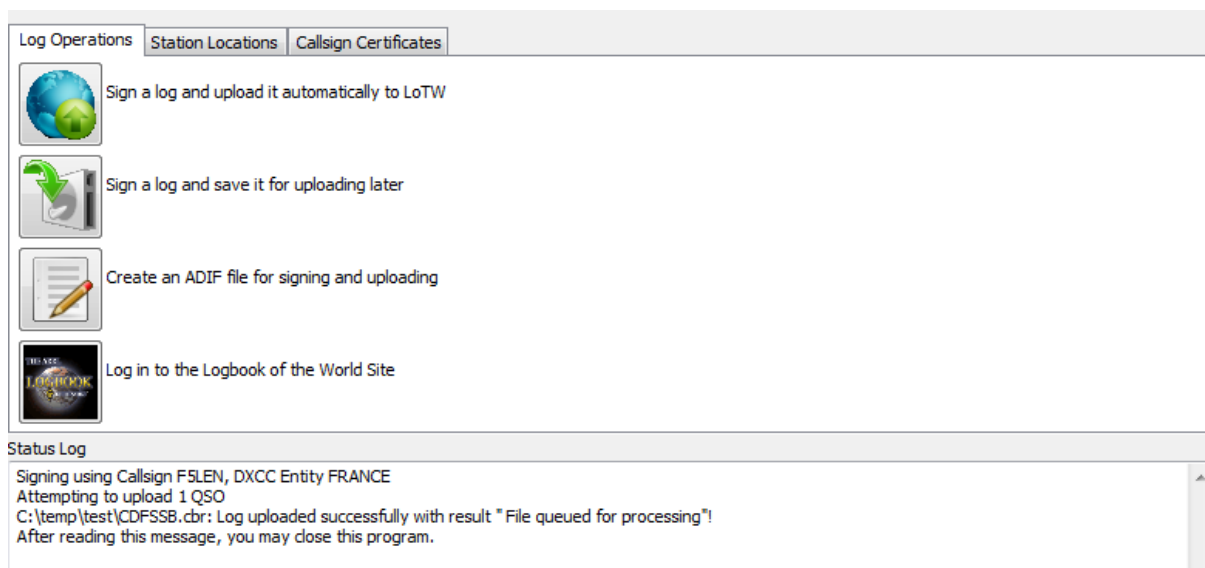 Log Operations Station Locations Callsign Certificates
Sign a log and upload it automatically to LoTW
Sign a log and save it for uploading later
Create an ADIF file for signing and uploading
LOGBOOK
Log in to the Logbook of the World Site
Status Log
Signing using Callsign F5LEN, DXCC Entity FRANCE
Attempting to upload 1 QSO
C:\temp\test\CDFSSB.cbr: Log uploaded successfully with result "File queued for processing"!
After reading this message, you may close this program.